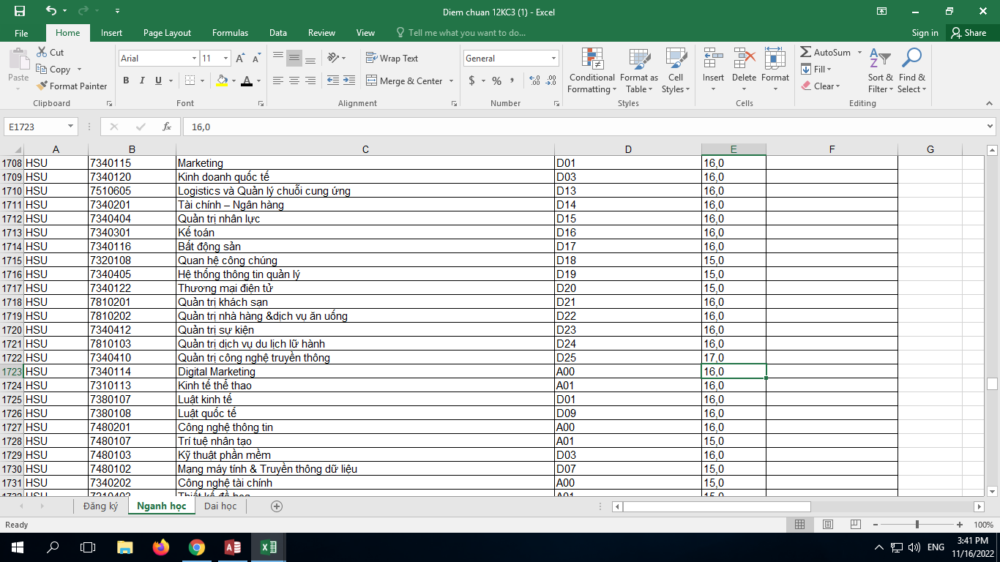 Diem chuan 12KC3 (1) - Excel
File Home Insert Page Layout Formulas Data Review View Tell me what you want to do... Sign in Share
Paste Cut Copy Format Painter Clipboard
Arial 11 B I U A Font
Wrap Text Merge & Center Alignment
General $ % , Number
Conditional Formatting Format as Table Cell Styles Styles
Insert Delete Format Cells
AutoSum Fill Clear Sort & Filter Find & Select Editing
E1723 fx 16,0
A B C D E F G
1708 HSU 7340115 Marketing D01 16,0
1709 HSU 7340120 Kinh doanh quốc tế D03 16,0
1710 HSU 7510605 Logistics và Quản lý chuỗi cung ứng D13 16,0
1711 HSU 7340201 Tài chính – Ngân hàng D14 16,0
1712 HSU 7340404 Quản trị nhân lực D15 16,0
1713 HSU 7340301 Kế toán D16 16,0
1714 HSU 7340116 Bất động sản D17 16,0
1715 HSU 7320108 Quan hệ công chúng D18 15,0
1716 HSU 7340405 Hệ thống thông tin quản lý D19 15,0
1717 HSU 7340122 Thương mại điện tử D20 15,0
1718 HSU 7810201 Quản trị khách sạn D21 16,0
1719 HSU 7810202 Quản trị nhà hàng &dịch vụ ăn uống D22 16,0
1720 HSU 7340412 Quản trị sự kiện D23 16,0
1721 HSU 7810103 Quản trị dịch vụ du lịch lữ hành D24 16,0
1722 HSU 7340410 Quản trị công nghệ truyền thông D25 17,0
1723 HSU 7340114 Digital Marketing A00 16,0
1724 HSU 7310113 Kinh tế thể thao A01 16,0
1725 HSU 7380107 Luật kinh tế D01 16,0
1726 HSU 7380108 Luật quốc tế D09 16,0
1727 HSU 7480201 Công nghệ thông tin A00 16,0
1728 HSU 7480107 Trí tuệ nhân tạo A01 15,0
1729 HSU 7480103 Kỹ thuật phần mềm D03 16,0
1730 HSU 7480102 Mạng máy tính & Truyền thông dữ liệu D07 15,0
1731 HSU 7340202 Công nghệ tài chính A00 15,0
Đăng ký Nganh học Dai học
Ready 100%
ENG 3:41 PM
11/16/2022